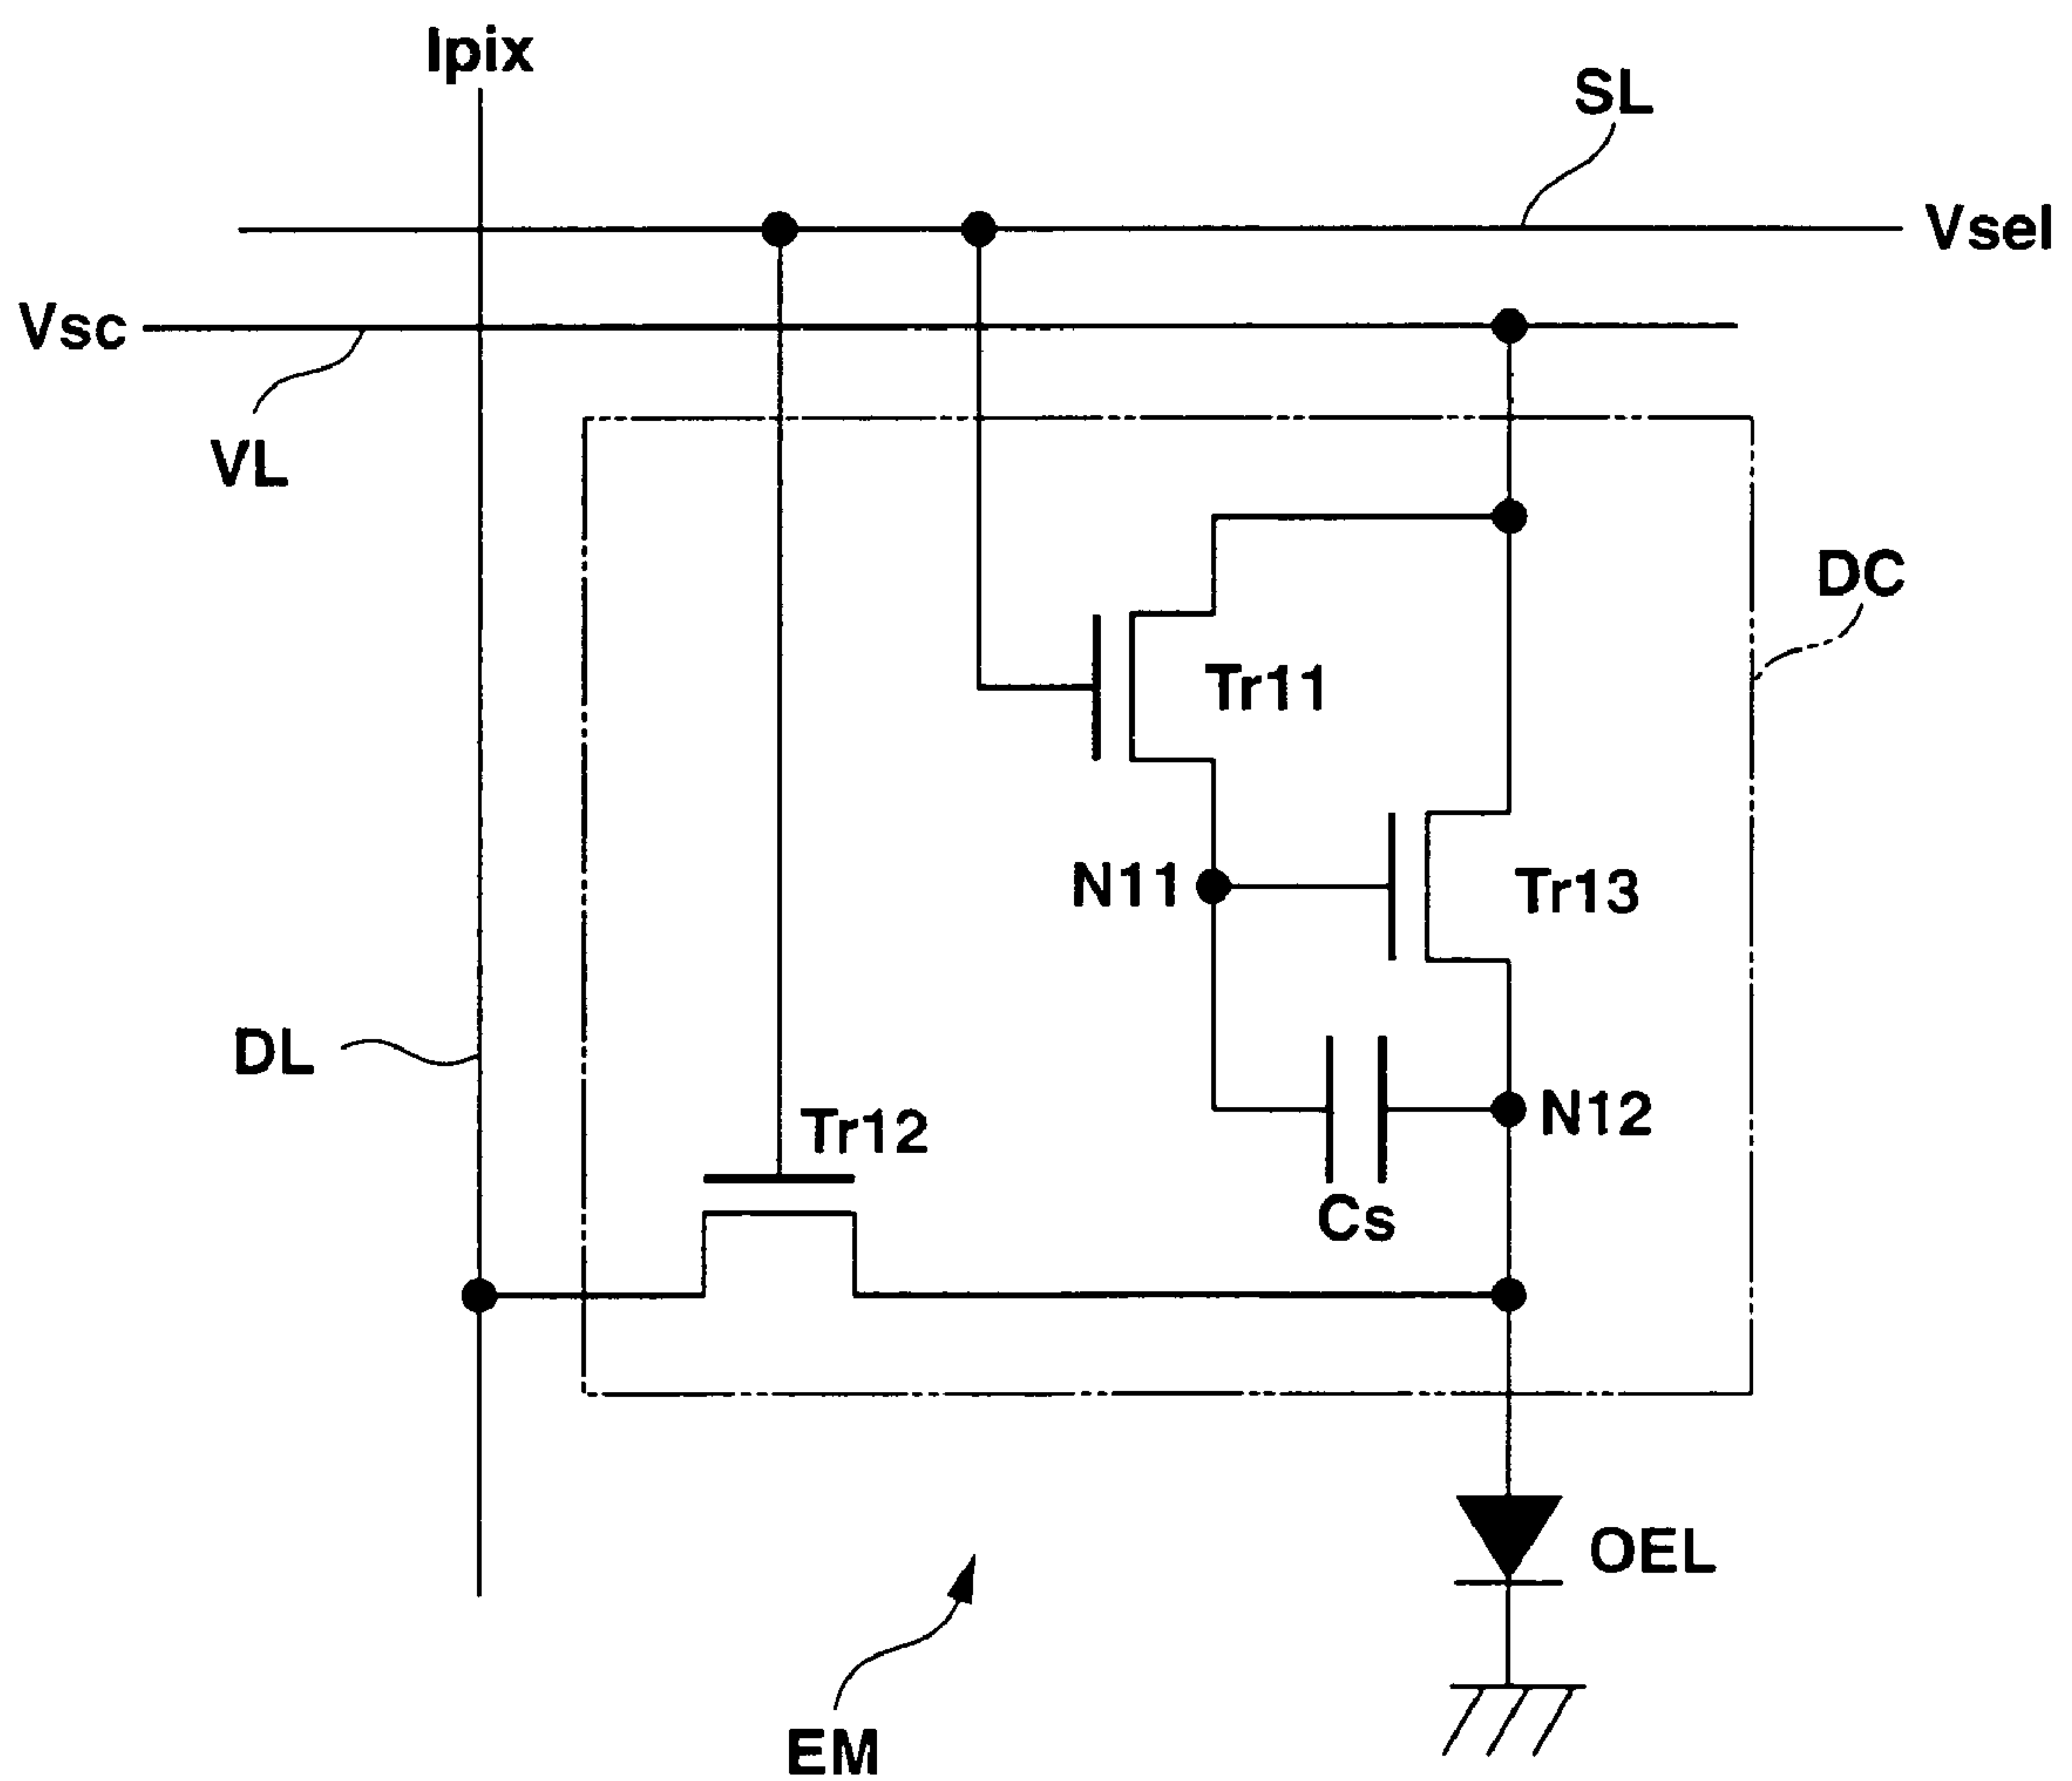 Ipix
SL
Vsel
Vsc
VL
DC
Tr11
N11
Tr13
DL
Tr12
N12
Cs
OEL
EM